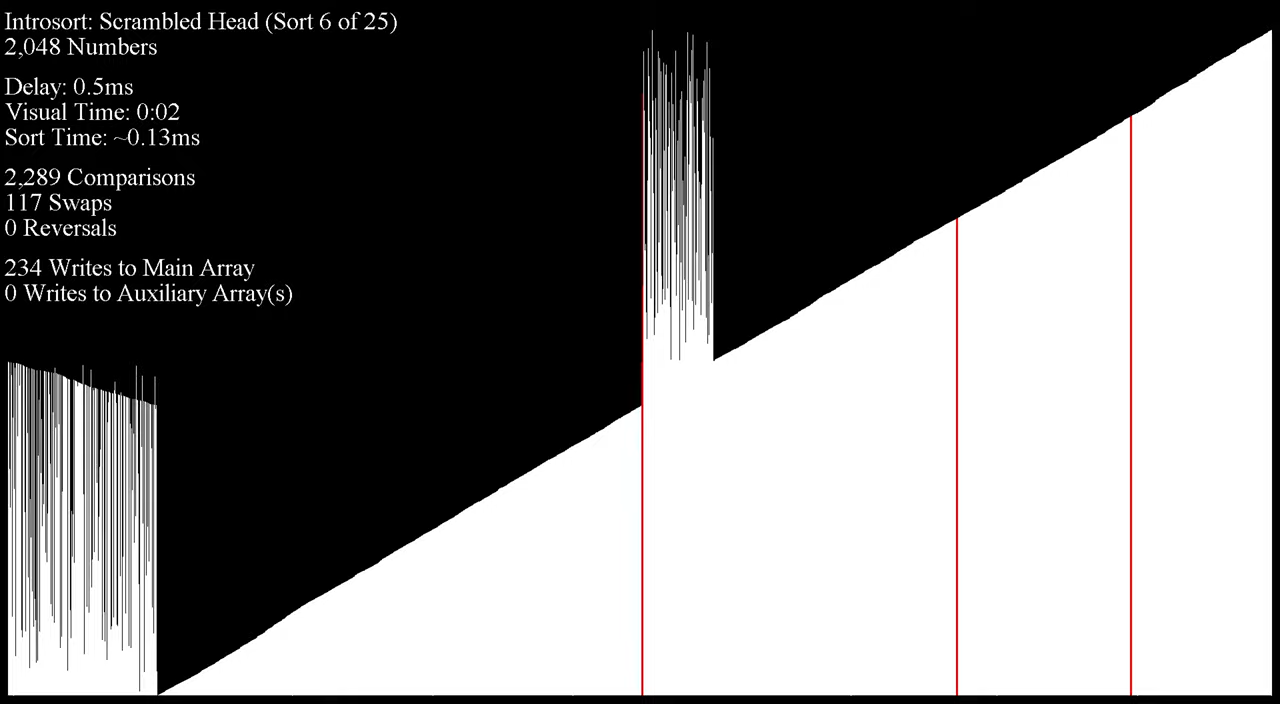 Introsort: Scrambled Head (Sort 6 of 25)
2,048 Numbers
Delay: 0.5ms
Visual Time: 0:02
Sort Time: ~0.13ms
2,289 Comparisons
117 Swaps
0 Reversals
234 Writes to Main Array
0 Writes to Auxiliary Array(s)